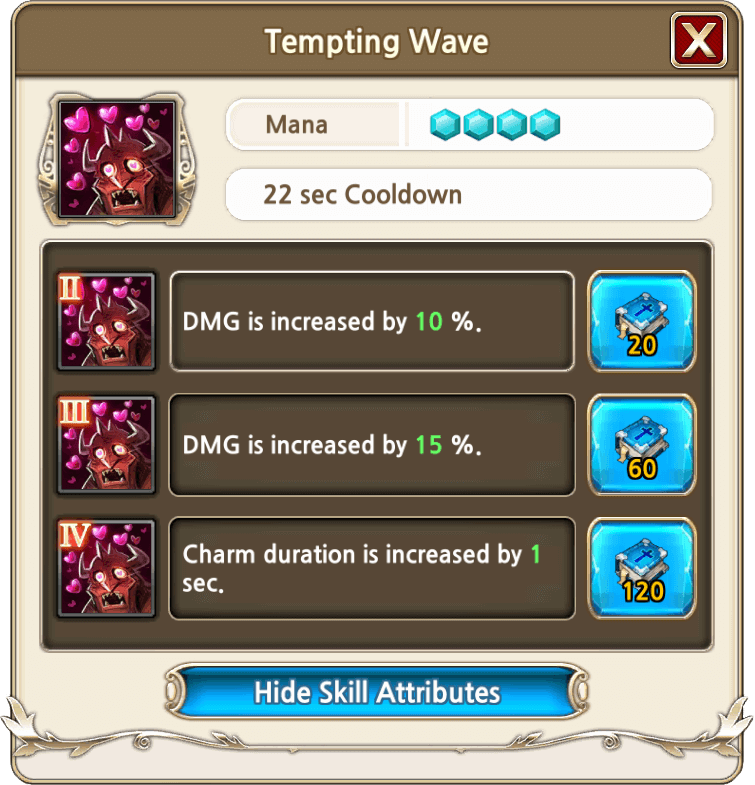 Tempting Wave
X
Mana
22 sec Cooldown
II
DMG is increased by 10 %.
20
III
DMG is increased by 15 %.
60
IV
Charm duration is increased by 1
sec.
120
Hide Skill Attributes